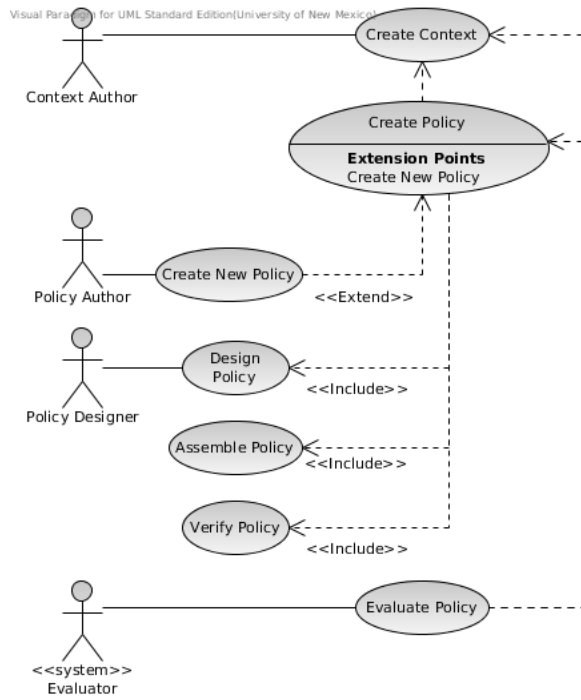 Visual Paradigm for UML Standard Edition(University of New Mexico)
Create Context
Context Author
Create Policy
Extension Points
Create New Policy
Create New Policy
Policy Author
<<Extend>>
Design
Policy
<<Include>>
Policy Designer
Assemble Policy
<<Include>>
Verify Policy
<<Include>>
Evaluate Policy
<<system>>
Evaluator